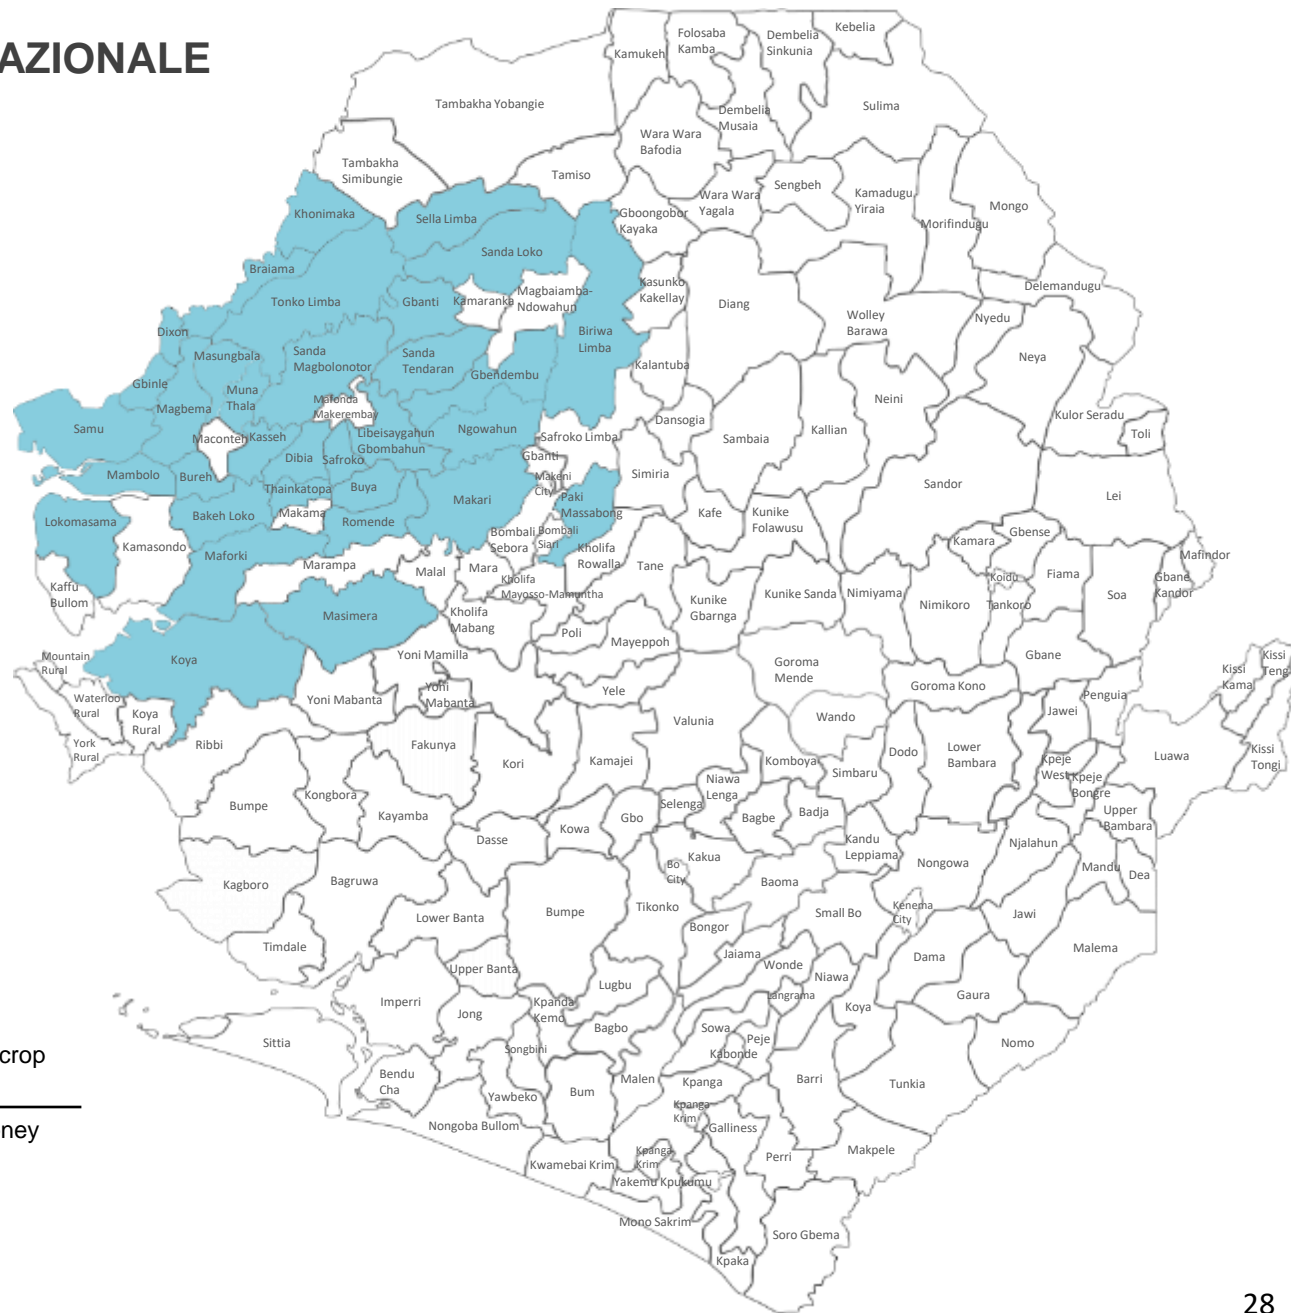 AZIONALE
Kebelia
Folosaba
Kamba
Dembelia
Sinkunia
Kamukeh
Tambakha Yobangie
Sulima
Dembelia
Musaia
Wara Wara
Bafodia
Tambakha
Simibungie
Tamiso
Sengbeh
Wara Wara
Yagala
Kamadugu
Yiraia
Mongo
Khonimaka
Sella Limba
Gboongobor
Kayaka
Morifindugu
Sanda Loko
Braiama
Kasunko
Kakellay
Delemandugu
Tonko Limba
Gbanti
Kamaranka
Magbaiamba-
Ndowahun
Diang
Wolley
Barawa
Nyedu
Dixon
Biriwa
Limba
Masungbala
Sanda
Magbolonotor
Sanda
Tendaran
Neya
Kalantuba
Gbendembu
Gbinle
Muna
Thala
Mafonda
Makerembay
Neini
Magbema
Dansogia
Kulor Seradu
Samu
Maconteh
Kasseh
Libeisaygahun
Gbombahun
Ngowahun
Safroko Limba
Sambaia
Kallian
Toli
Gbanti
Dibia
Safroko
Mambolo
Bureh
Simiria
Makeni
City
Sandor
Thainkatopa
Buya
Makari
Paki
Massabong
Lei
Lokomasama
Bakeh Loko
Makama
Romende
Kafe
Kunike
Folawusu
Kamasondo
Bombali
Sebora
Bombali
Siari
Gbense
Kamara
Maforki
Marampa
Malal
Mara
Kholifa
Rowalla
Tane
Mafindor
Kaffu
Bullom
Kholifa
Mayosso-Mamuntha
Koidu
Fiama
Gbane
Kandor
Kunike
Gbarnga
Kunike Sanda
Nimiyama
Nimikoro
Tankoro
Soa
Masimera
Kholifa
Mabang
Poli
Mayeppoh
Koya
Mountain
Rural
Yoni Mamilla
Goroma
Mende
Gbane
Kissi
Teng
Kissi
Kama
Waterloo
Rural
Yoni Mabanta
Yoni
Mabanta
Yele
Goroma Kono
Penguia
Koya
Rural
Valunia
Wando
Jawei
York
Rural
Ribbi
Fakunya
Kori
Kamajei
Komboya
Dodo
Lower
Bambara
Luawa
Kissi
Tongi
Simbaru
Kpeje
West
Kpeje
Bongre
Niawa
Lenga
Bumpe
Kongbora
Kayamba
Selenga
Gbo
Bagbe
Badja
Upper
Bambara
Kowa
Dasse
Kandu
Leppiama
Njalahun
Kakua
Bo
City
Nongowa
Mandu
Dea
Kagboro
Bagruwa
Baoma
Lower Banta
Bumpe
Tikonko
Small Bo
Kenema
City
Jawi
Bongor
Timdale
Malema
Jaiama
Dama
Upper Banta
Wonde
Niawa
Lugbu
Langrama
Gaura
Imperri
Kpanda
Kemo
Koya
Jong
Bagbo
Sowa
Peje
Sittia
Songbini
Kabonde
Nomo
crop
Bendu
Cha
Malen
Kpanga
Barri
Tunkia
Yawbeko
Bum
Kpanga
Krim
Nongoba Bullom
Galliness
ney
Makpele
Kpanga
Krim
Perri
Kwamebai Krim
Yakemu Kpukumu
Mono Sakrim
Soro Gbema
Kpaka
28